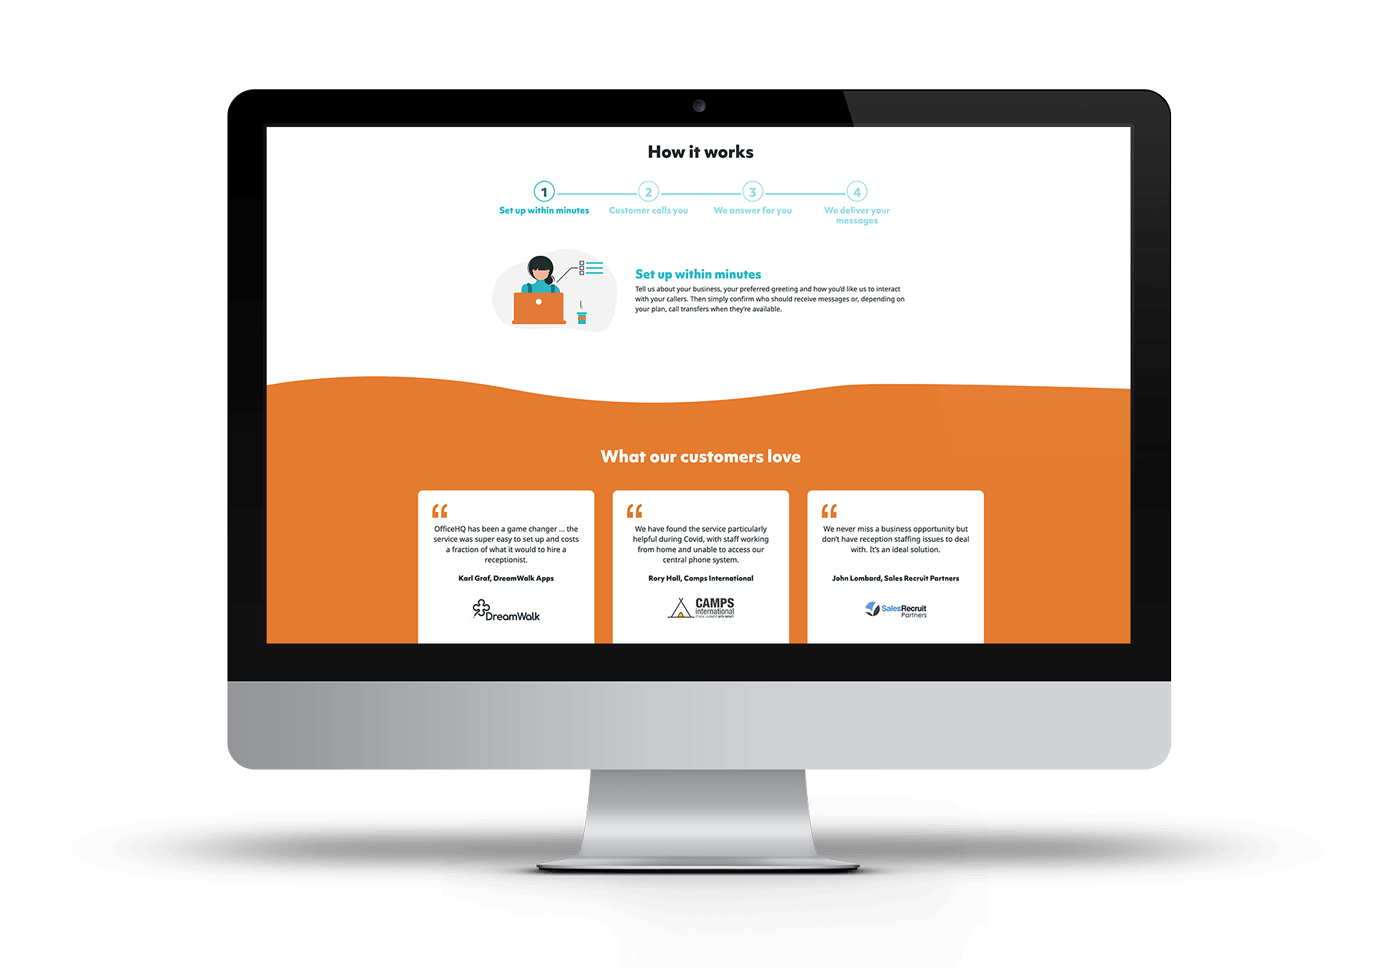 How it works
1
2
3
4
Set up within minutes
Customer calls you
We answer for you
We deliver your
messages
Set up within minutes
Tell us about your business, your preferred greeting and how you'd like us to interact
with your callers. Then simply confirm who should receive messages or, depending on
your plan, call transfers when they're available.
What our customers love
“
OfficeHQ has been a game changer ... the
service was super easy to set up and costs
a fraction of what it would to hire a
receptionist.
Karl Graf, DreamWalk Apps
DreamWalk
“
We have found the service particularly
helpful during Covid, with staff working
from home and unable to access our
central phone system.
Rory Hall, Camps International
CAMPS
international
“
We never miss a business opportunity but
don't have reception staffing issues to deal
with. It's an ideal solution.
John Lombard, Sales Recruit Partners
SalesRecruit
Partners